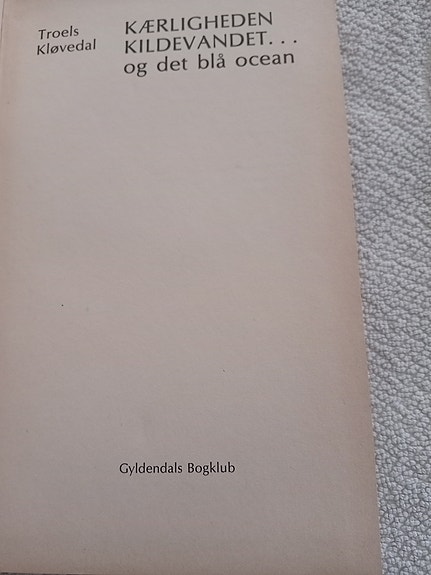 Troels
Kløvedal
KÆRLIGHEDEN
KILDEVANDET...
og det blå ocean
Gyldendals Bogklub